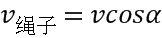 v绳子 = vcosα